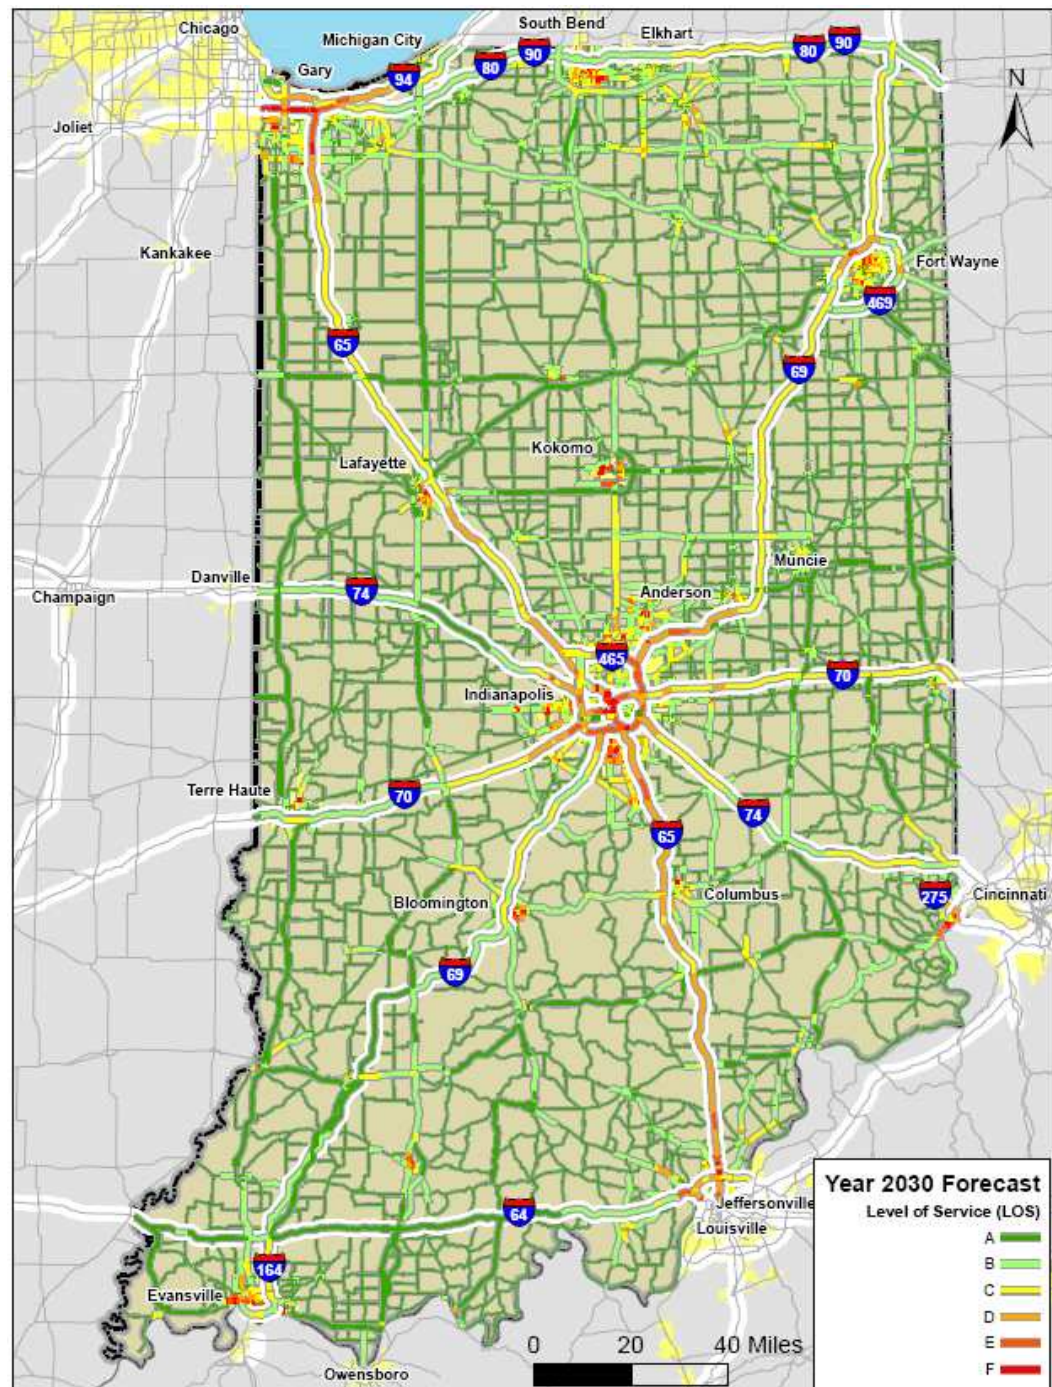 South Bend
Chicago
Elkhart
Michigan City
90
90
80
80
Gary
94
N
Joliet
Kankakee
Fort Wayne
469
65
69
Kokomo
Lafayette
Muncie
Danville
74
Champaign
Anderson
465
70
Indianapolis
Terre Haute
70
74
65
Columbus
Cincinnati
275
Bloomington
69
Year 2030 Forecast
Level of Service (LOS)
A
B
C
D
E
F
Jeffersonville
64
Louisville
164
Evansville
0 20 40 Miles
Owensboro